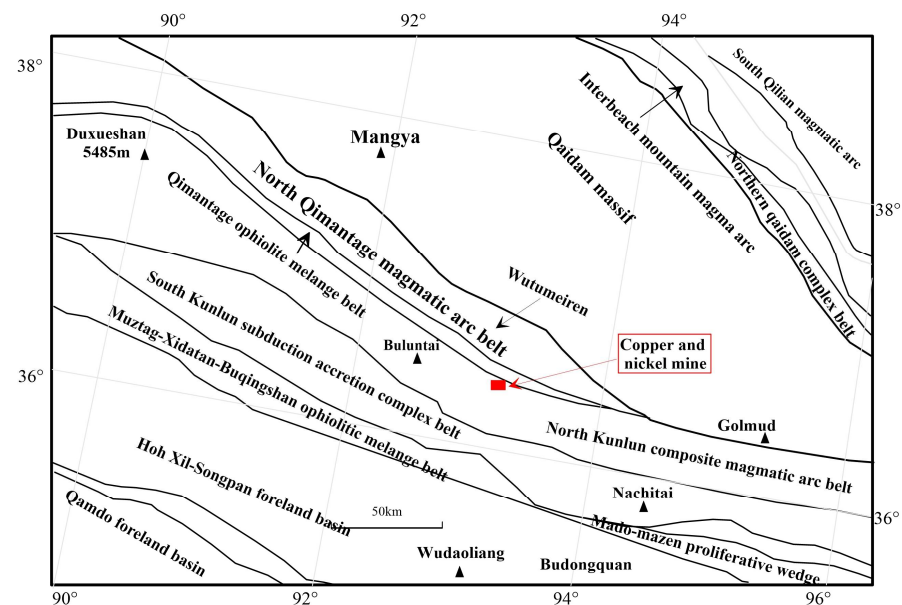 90°
92°
94°
38°
South Qilian magmatic arc
Interbeach mountain magma arc
Duxueshan
5485m
Mangya
Qaidam massif
Northern qaidam complex belt
North Qimantage magmatic arc belt
Qimantage ophiolite melange belt
38°
Wutumeiren
South Kunlun subduction accretion complex belt
Muztag-Xidatan-Buqingshan ophiolitic melange belt
Buluntai
Copper and
nickel mine
36°
Golmud
North Kunlun composite magmatic arc belt
Hoh Xil-Songpan foreland basin
Nachitai
Qamdo foreland basin
50km
36°
Mado-mazen proliferative wedge
Wudaoliang
Budongquan
90°
92°
94°
96°